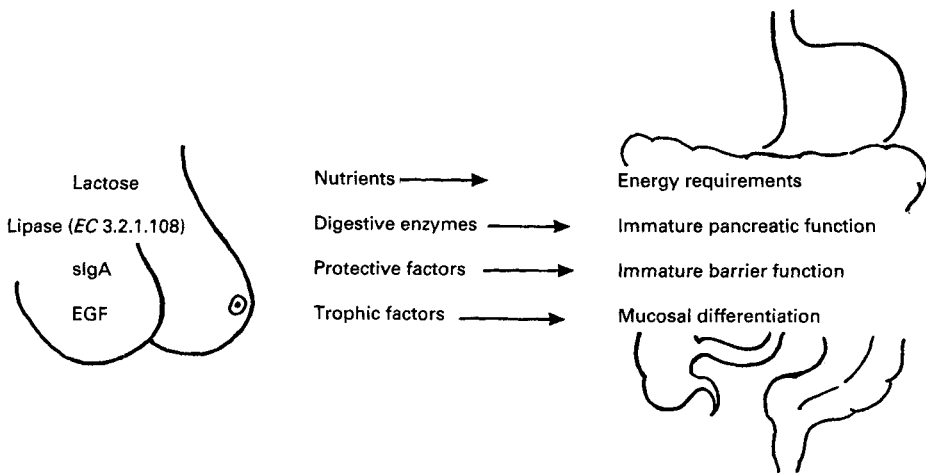 Lactose
Lipase (EC 3.2.1.108)
sIgA
EGF
Nutrients
Digestive enzymes
Protective factors
Trophic factors
Energy requirements
Immature pancreatic function
Immature barrier function
Mucosal differentiation